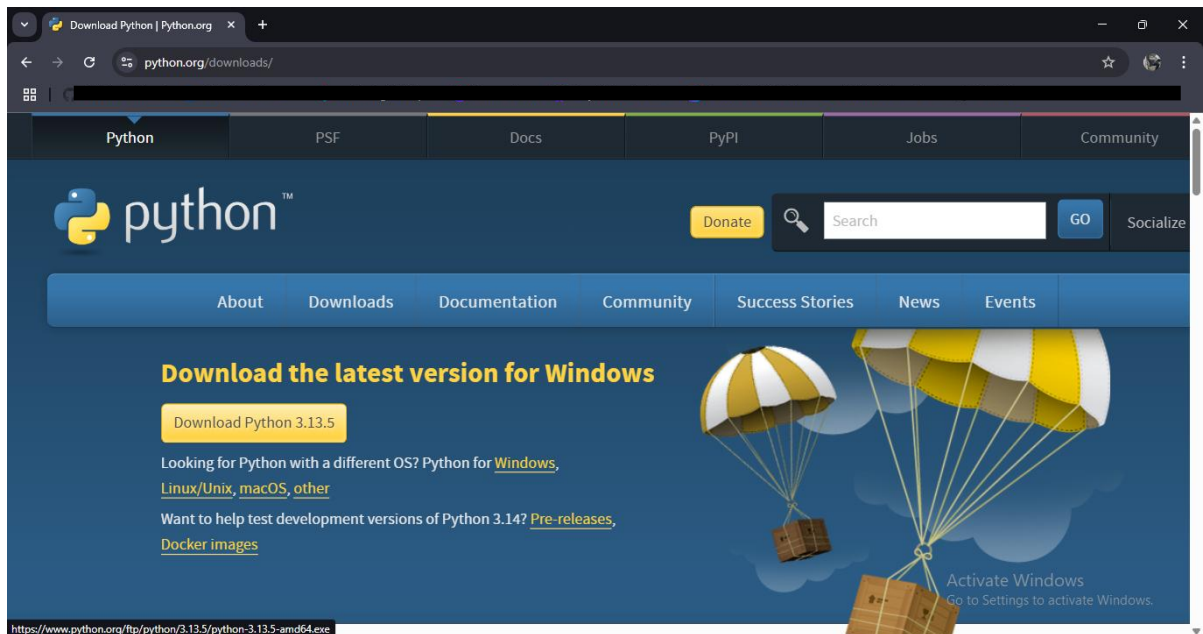 Download Python | Python.org
python.org/downloads/
Python PSF Docs PyPI Jobs Community
python™
Donate Search GO Socialize
About Downloads Documentation Community Success Stories News Events
Download the latest version for Windows
Download Python 3.13.5
Looking for Python with a different OS? Python for Windows,
Linux/Unix, macOS, other
Want to help test development versions of Python 3.14? Pre-releases,
Docker images
Activate Windows
Go to Settings to activate Windows.
https://www.python.org/ftp/python/3.13.5/python-3.13.5-amd64.exe